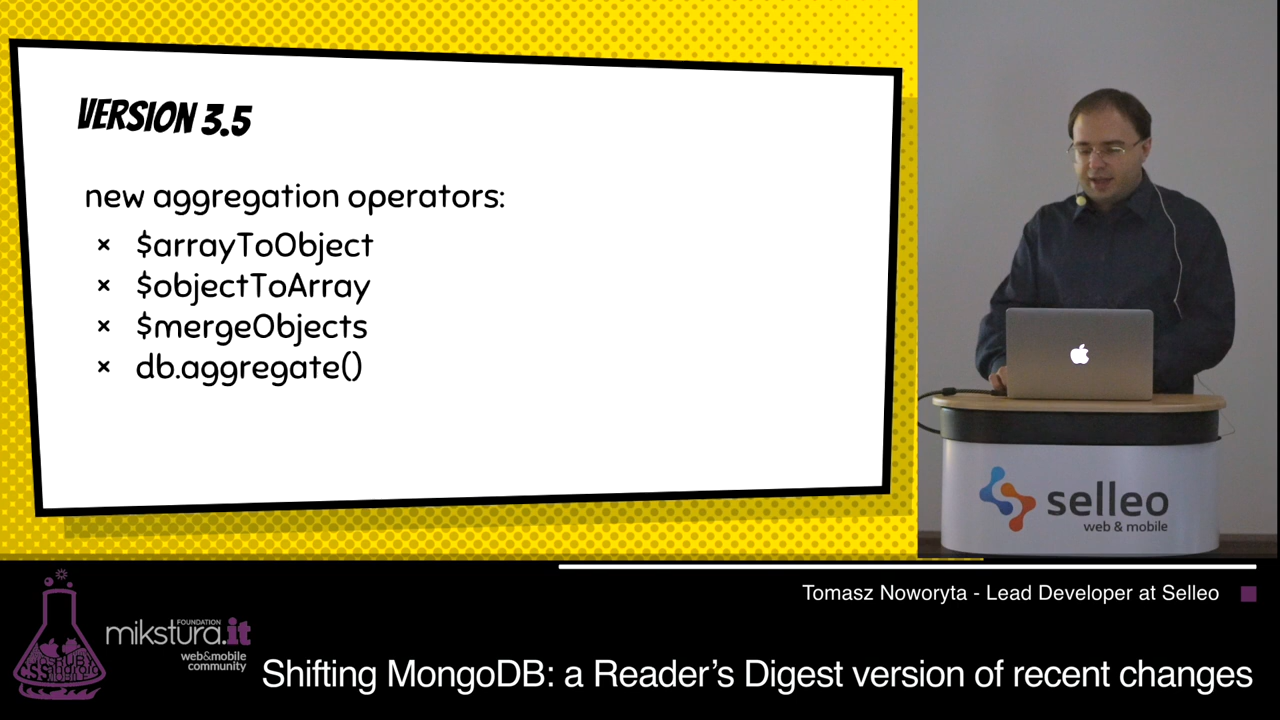 VERSION 3.5
new aggregation operators:
× $arrayToObject
× $objectToArray
× $mergeObjects
× db.aggregate()
selleo
web & mobile
Tomasz Noworyta - Lead Developer at Selleo
FOUNDATION
mikstura.it
web&mobile
community
Shifting MongoDB: a Reader's Digest version of recent changes